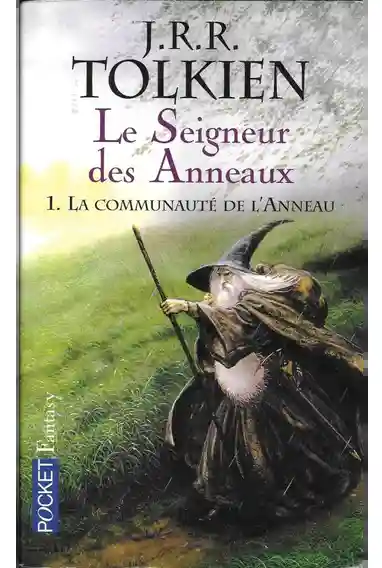 J.R.R.
TOLKIEN
Le Seigneur
des Anneaux
1. LA COMMUNAUTÉ DE L'ANNEAU
POCKET Fantasy